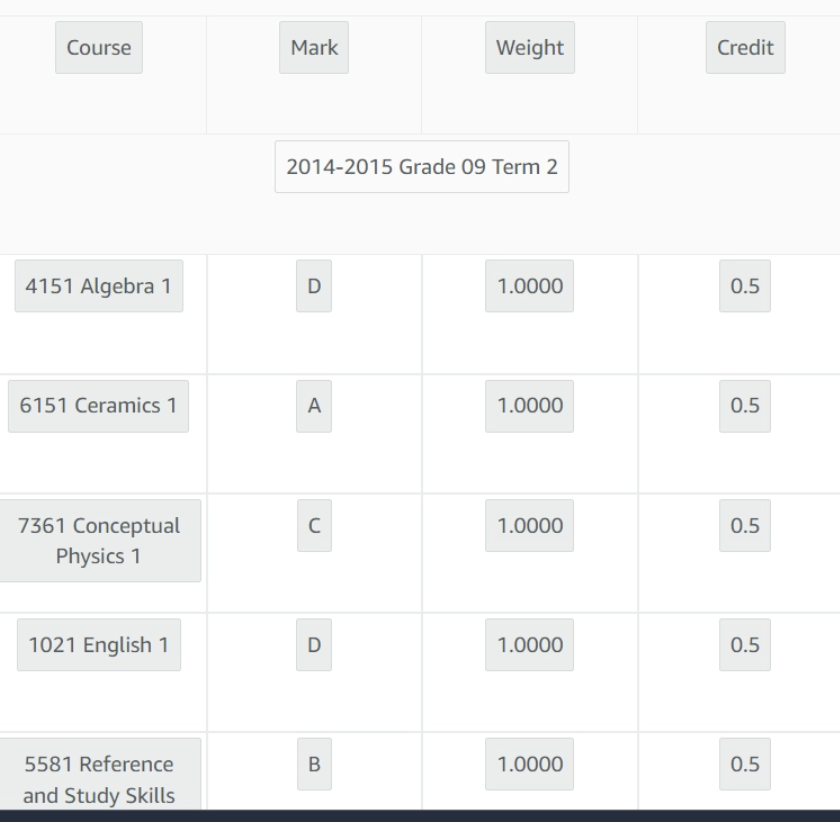 Course Mark Weight Credit
2014-2015 Grade 09 Term 2
4151 Algebra 1 D 1.0000 0.5
6151 Ceramics 1 A 1.0000 0.5
7361 Conceptual C 1.0000 0.5
Physics 1
1021 English 1 D 1.0000 0.5
5581 Reference B 1.0000 0.5
and Study Skills